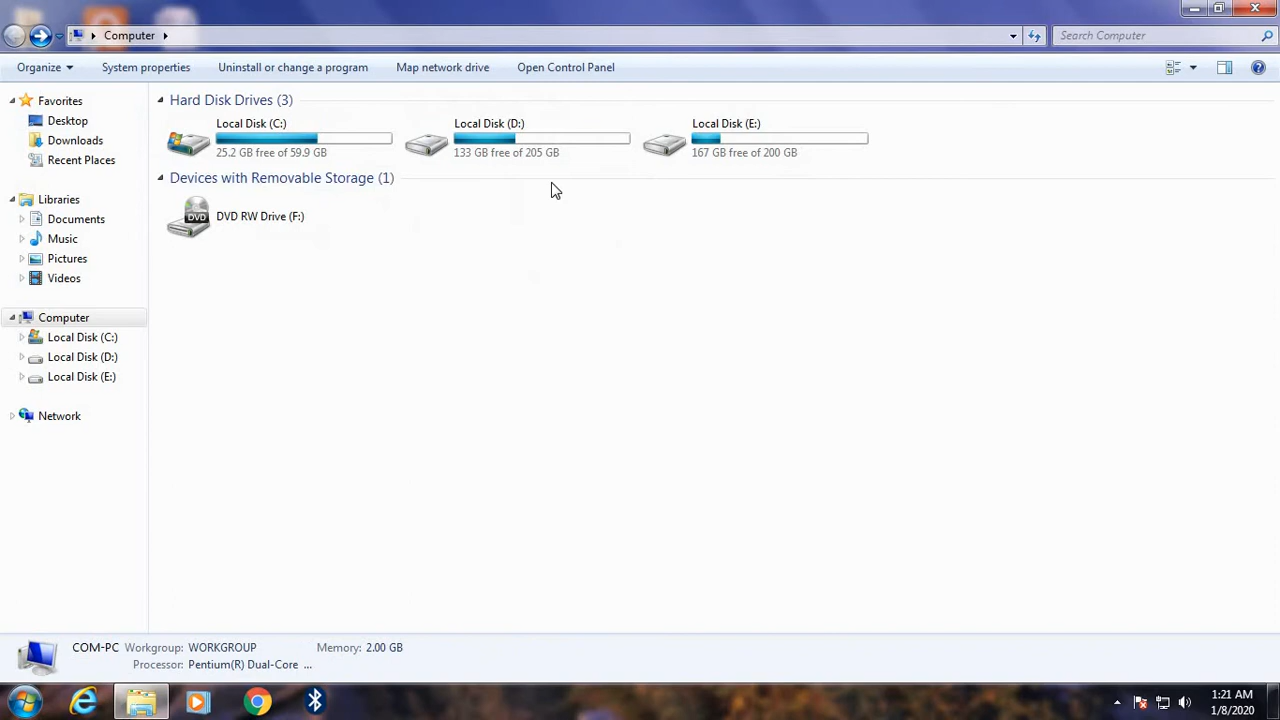 Computer
Search Computer
Organize
System properties
Uninstall or change a program
Map network drive
Open Control Panel
Favorites
Desktop
Downloads
Recent Places
Libraries
Documents
Music
Pictures
Videos
Computer
Local Disk (C:)
Local Disk (D:)
Local Disk (E:)
Network
Hard Disk Drives (3)
Local Disk (C:)
25.2 GB free of 59.9 GB
Local Disk (D:)
133 GB free of 205 GB
Local Disk (E:)
167 GB free of 200 GB
Devices with Removable Storage (1)
DVD
DVD RW Drive (F:)
COM-PC Workgroup: WORKGROUP Memory: 2.00 GB
Processor: Pentium(R) Dual-Core ...
1:21 AM
1/8/2020